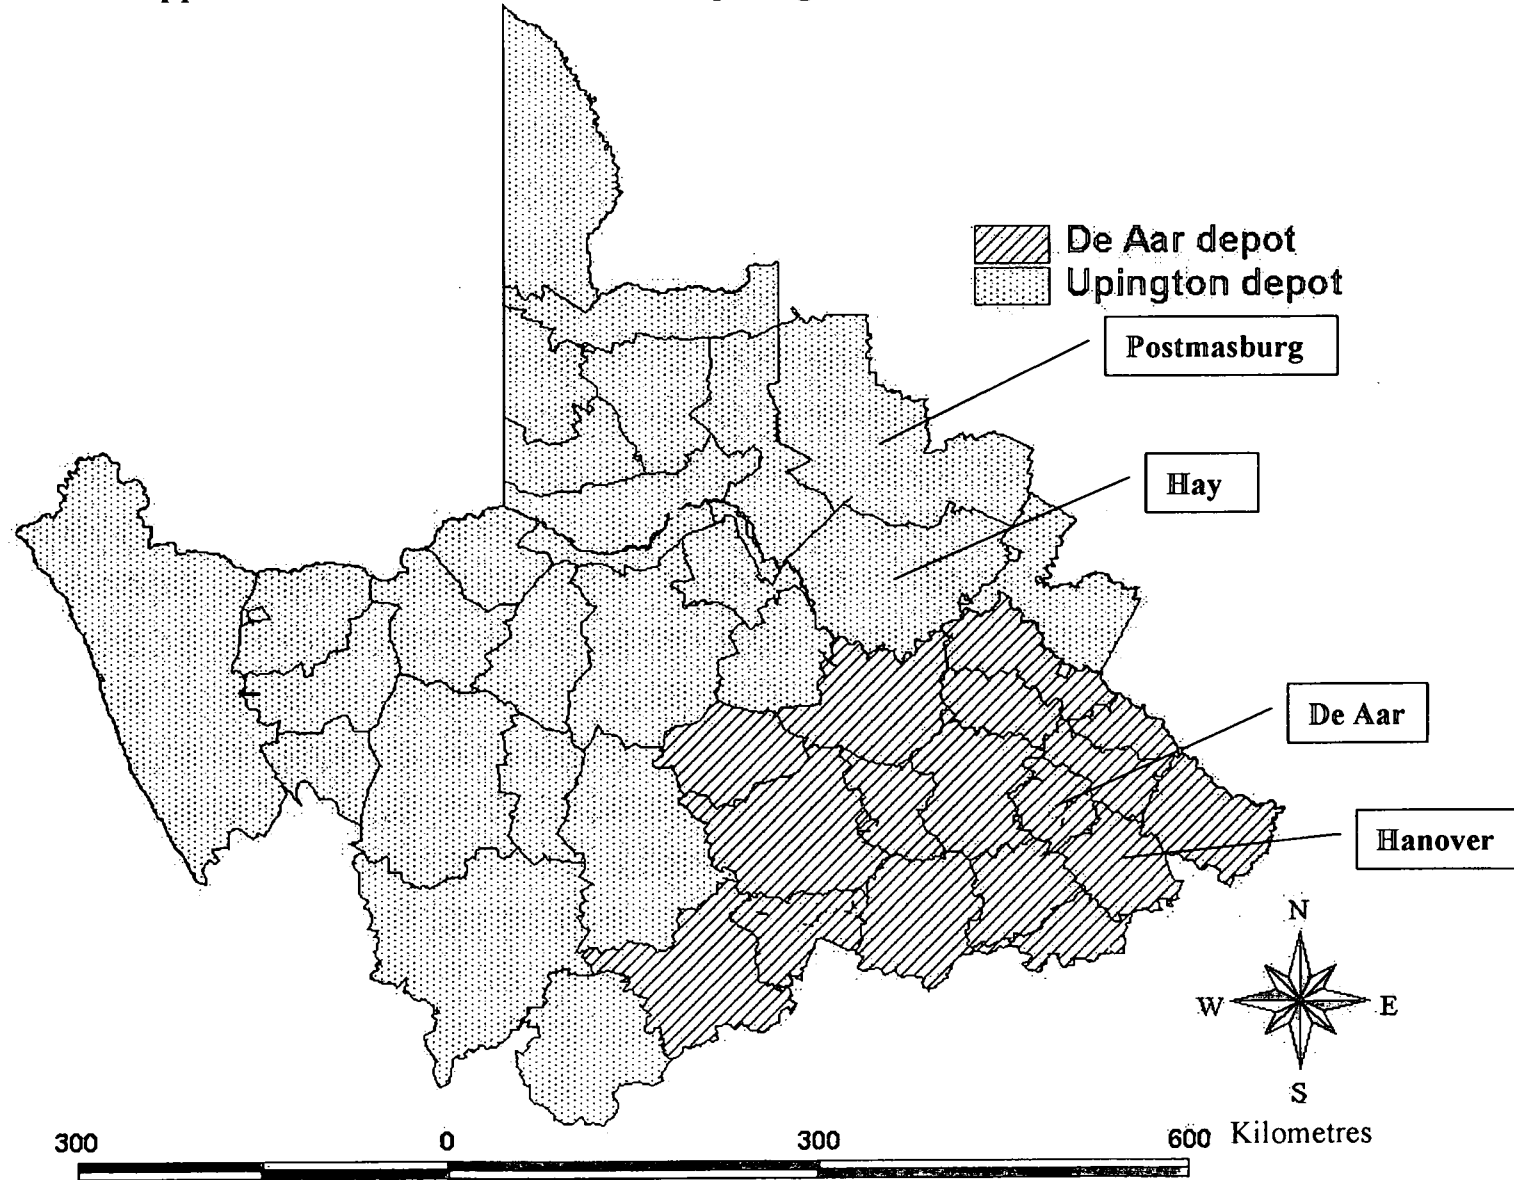 De Aar depot
Upington depot
Postmasburg
Hay
De Aar
Hanover
N
W E
S
300 0 300 600 Kilometres